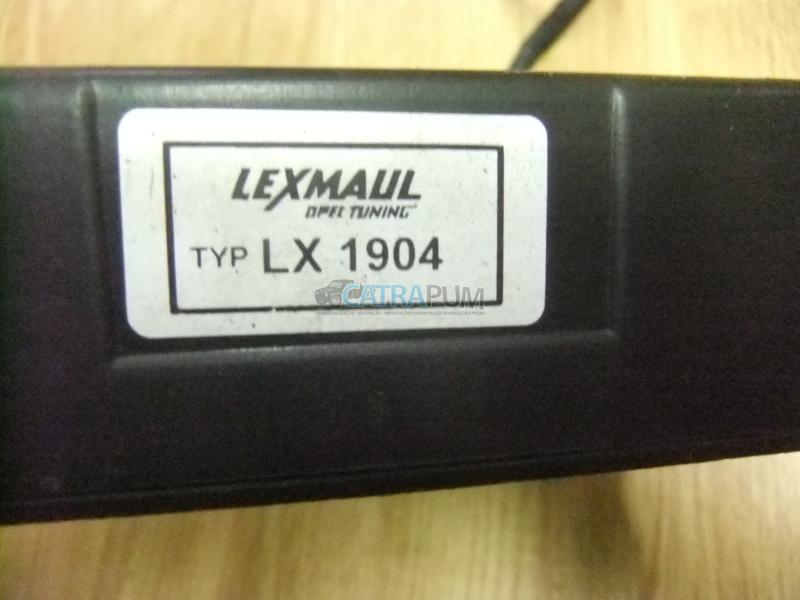 LEXMAUL
OPEL TUNING
TYP LX 1904
CATRAPUM